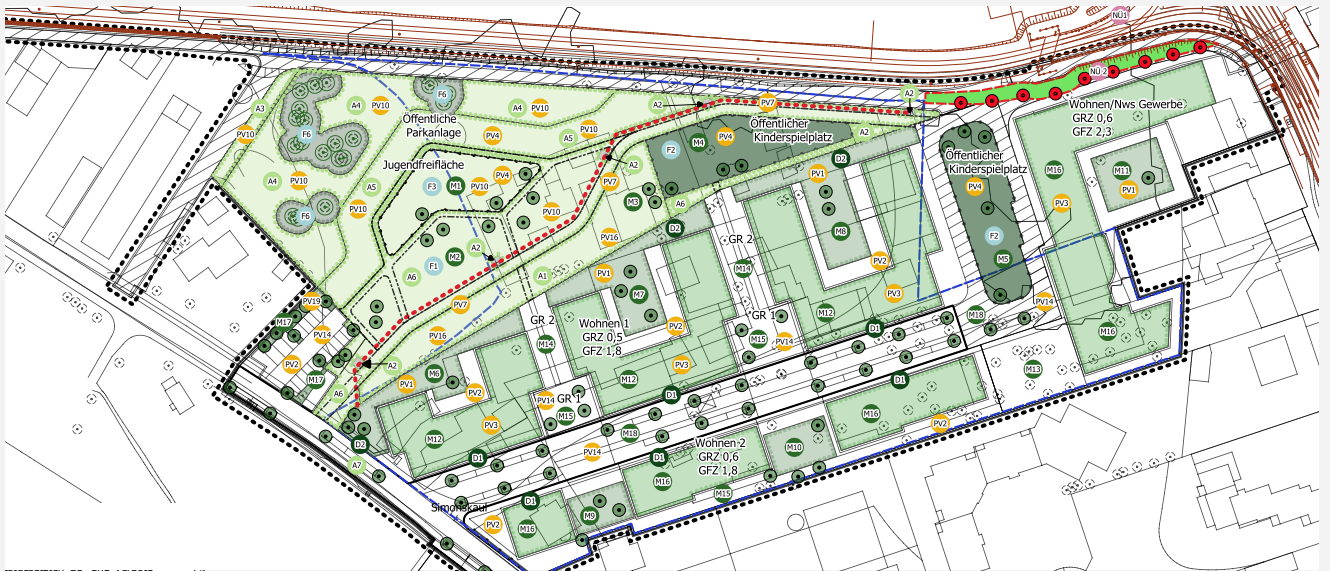 NÜ1
NÜ 2
A2
F6
A4
PV10
A4
PV10
A2
PV7
Wohnen/Nws Gewerbe
GRZ 0,6
GFZ 2,3
A3
PV10
F6
Öffentliche
Parkanlage
PV4
A5
PV10
M4
PV4
Öffentlicher
Kinderspielplatz
A2
F2
D2
Öffentlicher
Kinderspielplatz
Jugendfreifläche
A2
PV1
M16
M11
PV1
A4
PV10
A5
F3
M1
PV10
PV4
PV7
PV4
M3
A6
PV3
F6
PV10
PV10
D2
M8
F2
PV16
GR 2
A2
A6
F1
M2
A1
PV1
M14
PV2
M5
PV19
PV7
M7
PV3
PV14
M17
PV14
PV16
GR 2
Wohnen 1
GRZ 0,5
GFZ 1,8
PV2
GR 1
M12
M18
M14
M15
PV14
D1
M16
PV2
A2
PV3
M13
M17
PV1
M6
M12
D1
A6
PV2
PV14
GR 1
M15
D1
M16
M12
PV3
M18
PV2
D2
Wohnen 2
GRZ 0,6
GFZ 1,8
M10
PV14
A7
D1
D1
M16
M15
Simonskaul
D1
PV2
M16
M9